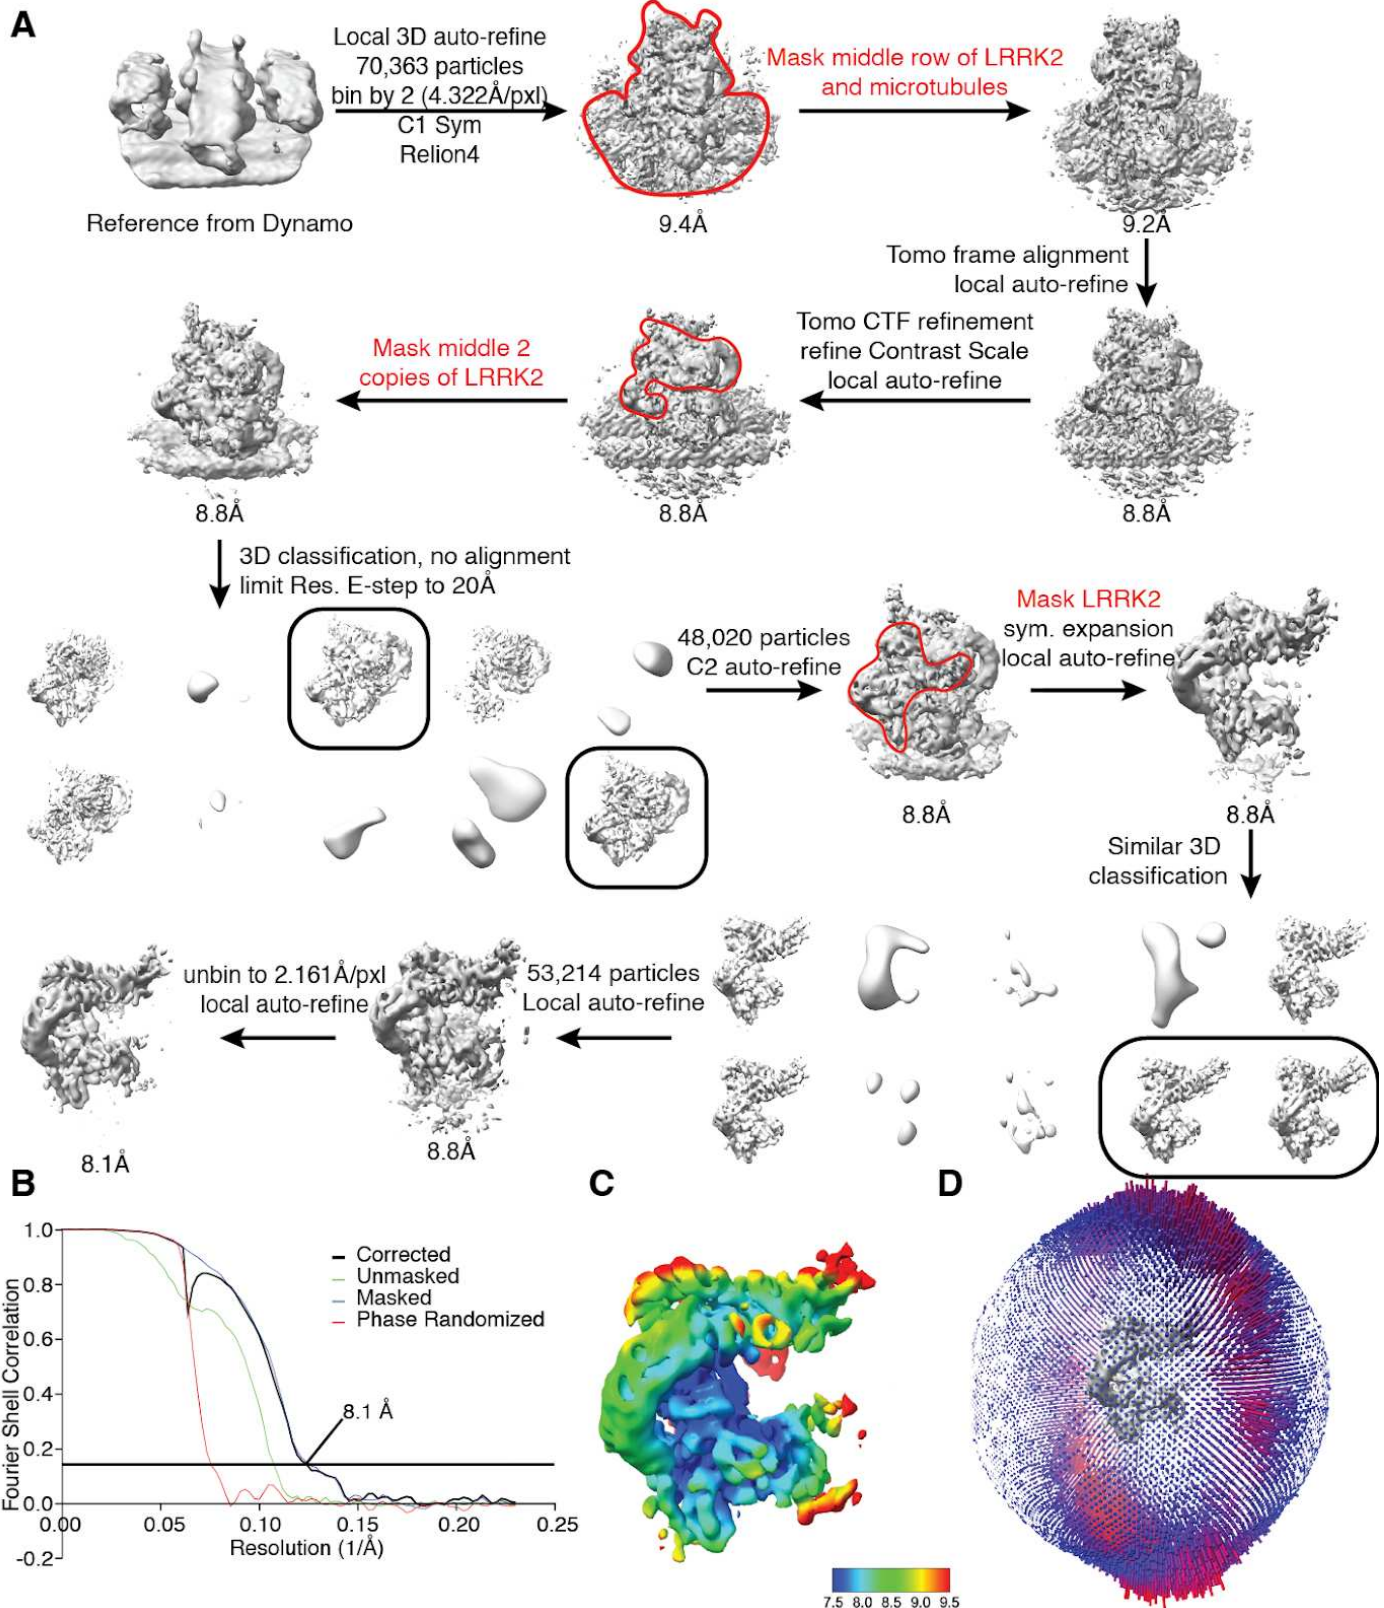 A
Local 3D auto-refine
70,363 particles
bin by 2 (4.322Å/pxl)
C1 Sym
Relion4
Mask middle row of LRRK2
and microtubules
Reference from Dynamo
9.4Å
9.2Å
Tomo frame alignment
local auto-refine
Tomo CTF refinement
refine Contrast Scale
local auto-refine
Mask middle 2
copies of LRRK2
8.8Å
8.8Å
8.8Å
3D classification, no alignment
limit Res. E-step to 20Å
48,020 particles
C2 auto-refine
Mask LRRK2
sym. expansion
local auto-refine
8.8Å
8.8Å
Similar 3D
classification
unbin to 2.161Å/pxl
local auto-refine
53,214 particles
Local auto-refine
8.1Å
8.8Å
B
Fourier Shell Correlation
1.0
0.8
0.6
0.4
0.2
0.0
-0.2
Corrected
Unmasked
Masked
Phase Randomized
8.1 Å
0.00 0.05 0.10 0.15 0.20 0.25
Resolution (1/Å)
C
7.5 8.0 8.5 9.0 9.5
D